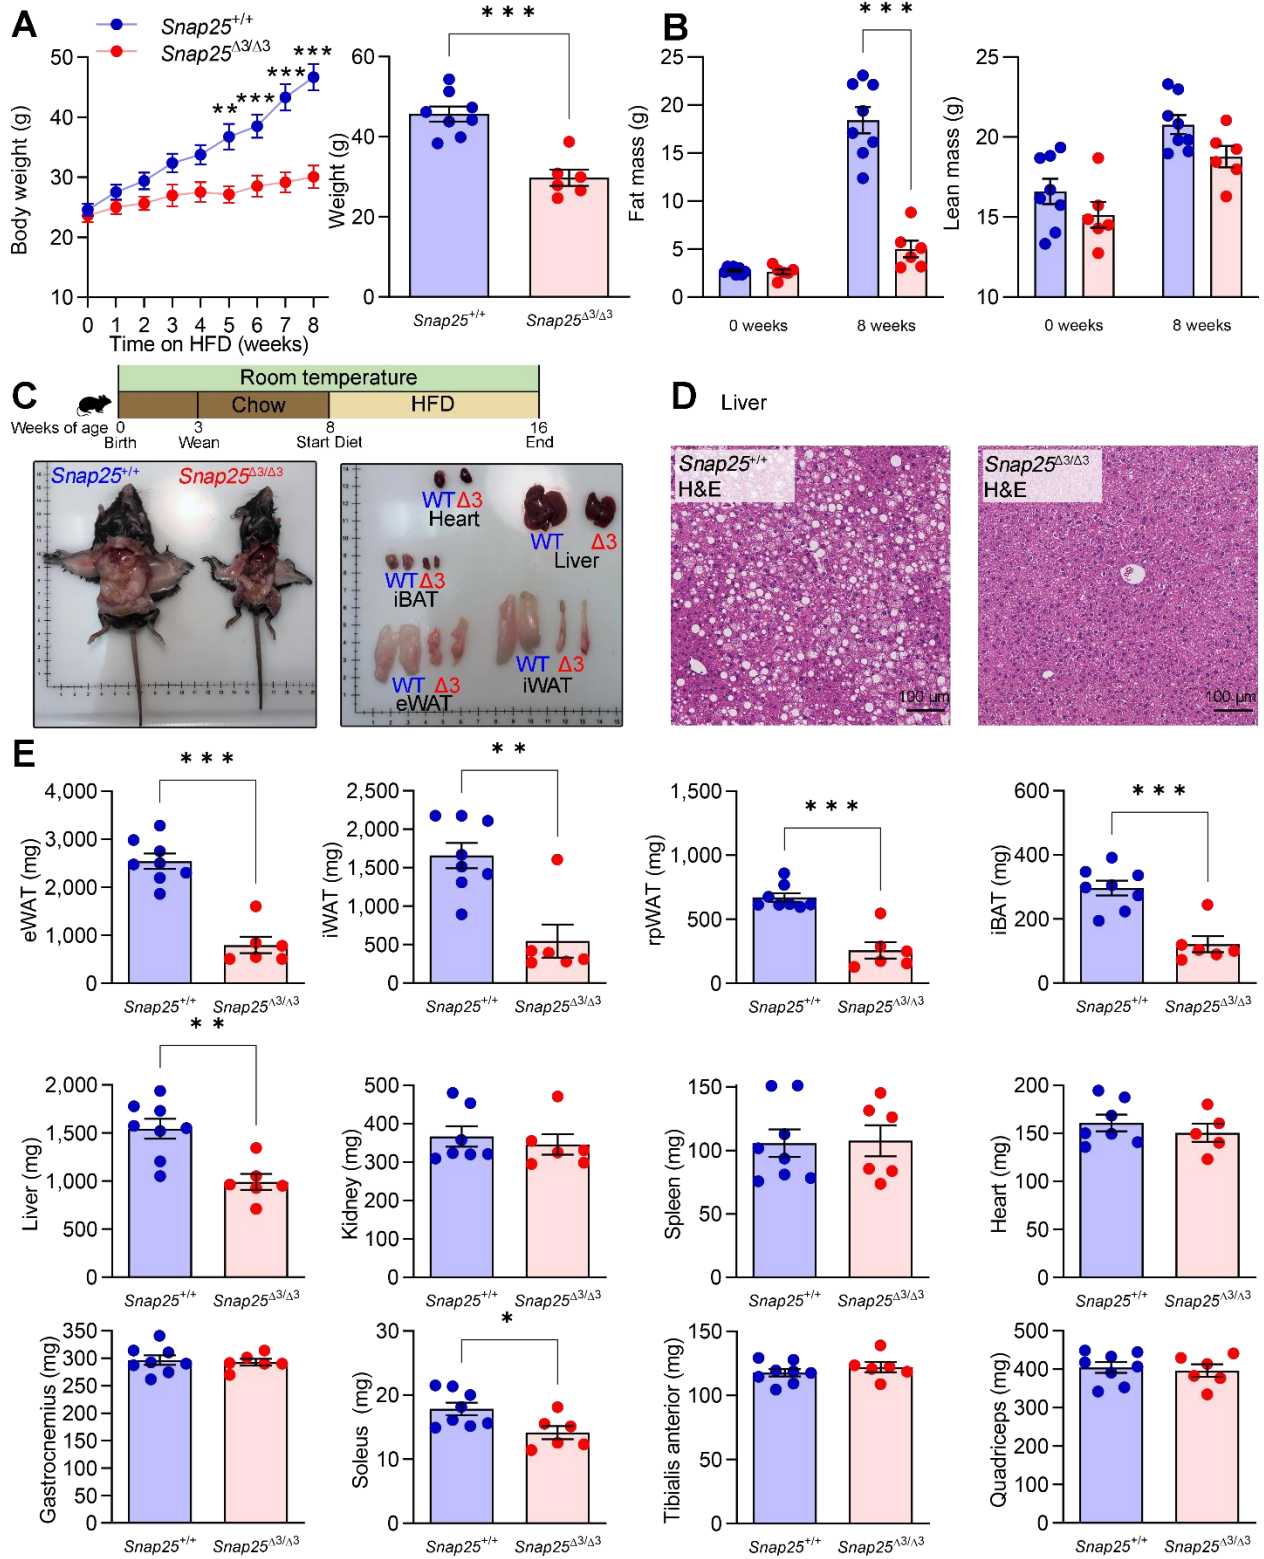 A
Snap25+/+
Snap25Δ3/Δ3
Body weight (g)
50
40
30
20
10
**
***
***
***
0 1 2 3 4 5 6 7 8
Time on HFD (weeks)
***
Weight (g)
60
40
20
0
Snap25+/+ Snap25Δ3/Δ3
B
***
Fat mass (g)
25
20
15
10
5
0
0 weeks 8 weeks
Lean mass (g)
25
20
15
10
0 weeks 8 weeks
C
Room temperature
Chow HFD
Weeks of age 0 3 8 16
Birth Wean Start Diet End
Snap25+/+ Snap25Δ3/Δ3
WT Δ3
Heart
WT Δ3
Liver
WT Δ3
iBAT
WT Δ3
eWAT
WT Δ3
iWAT
D Liver
Snap25+/+
H&E
100 µm
Snap25Δ3/Δ3
H&E
100 µm
E
***
eWAT (mg)
4,000
3,000
2,000
1,000
0
Snap25+/+ Snap25Δ3/Δ3
**
iWAT (mg)
2,500
2,000
1,500
1,000
500
0
Snap25+/+ Snap25Δ3/Δ3
***
rpWAT (mg)
1,500
1,000
500
0
Snap25+/+ Snap25Δ3/Δ3
***
iBAT (mg)
600
400
200
0
Snap25+/+ Snap25Δ3/Δ3
**
Liver (mg)
2,000
1,500
1,000
500
0
Snap25+/+ Snap25Δ3/Δ3
Kidney (mg)
500
400
300
200
100
0
Snap25+/+ Snap25Δ3/Δ3
Spleen (mg)
150
100
50
0
Snap25+/+ Snap25Δ3/Δ3
Heart (mg)
200
150
100
50
0
Snap25+/+ Snap25Δ3/Δ3
Gastrocnemius (mg)
350
300
250
200
150
100
50
0
Snap25+/+ Snap25Δ3/Δ3
*
Soleus (mg)
30
20
10
0
Snap25+/+ Snap25Δ3/Δ3
Tibialis anterior (mg)
150
100
50
0
Snap25+/+ Snap25Δ3/Δ3
Quadriceps (mg)
500
400
300
200
100
0
Snap25+/+ Snap25Δ3/Δ3